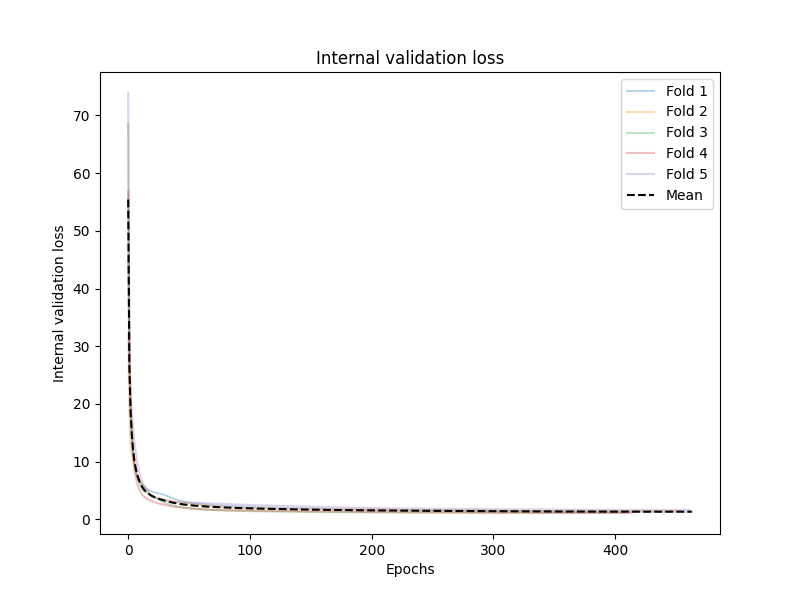 Internal validation loss
Fold 1
Fold 2
Fold 3
Fold 4
Fold 5
Mean
Internal validation loss
70
60
50
40
30
20
10
0
0 100 200 300 400
Epochs